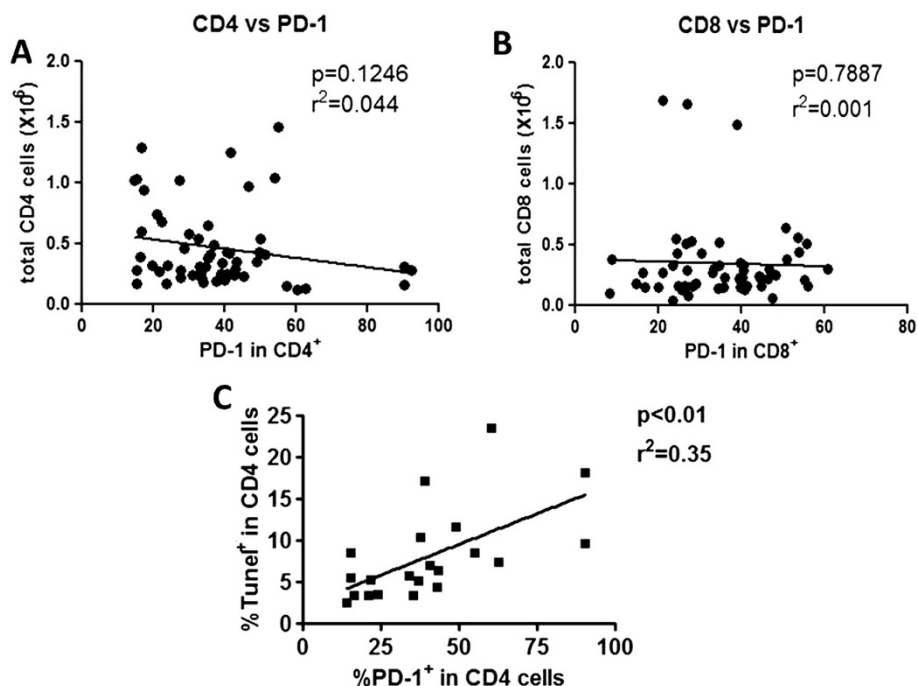 CD4 vs PD-1
A
p=0.1246
r²=0.044
total CD4 cells (X10⁶)
2.0
1.5
1.0
0.5
0.0
0 20 40 60 80 100
PD-1 in CD4⁺
CD8 vs PD-1
B
p=0.7887
r²=0.001
total CD8 cells (X10⁶)
2.0
1.5
1.0
0.5
0.0
0 20 40 60 80
PD-1 in CD8⁺
C
p<0.01
r²=0.35
%Tunel⁺ in CD4 cells
25
20
15
10
5
0
0 25 50 75 100
%PD-1⁺ in CD4 cells